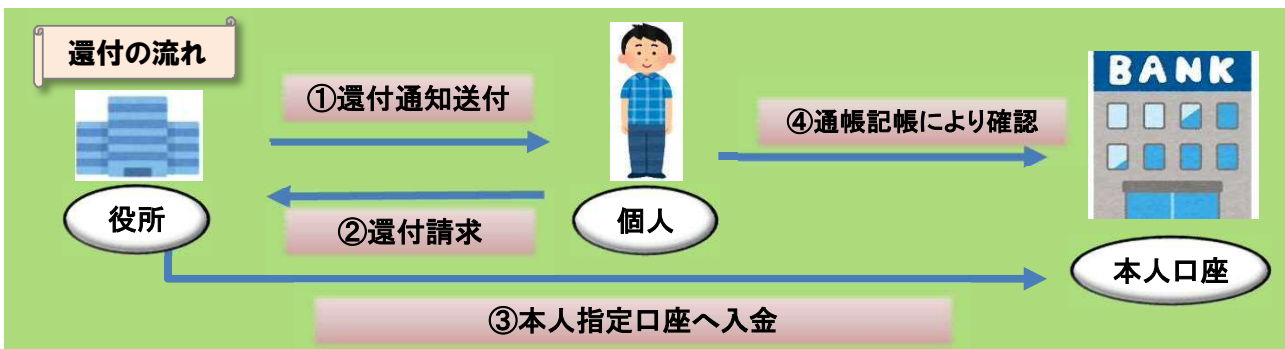 還付の流れ
①還付通知送付
BANK
④通帳記帳により確認
役所
②還付請求
個人
本人口座
③本人指定口座へ入金